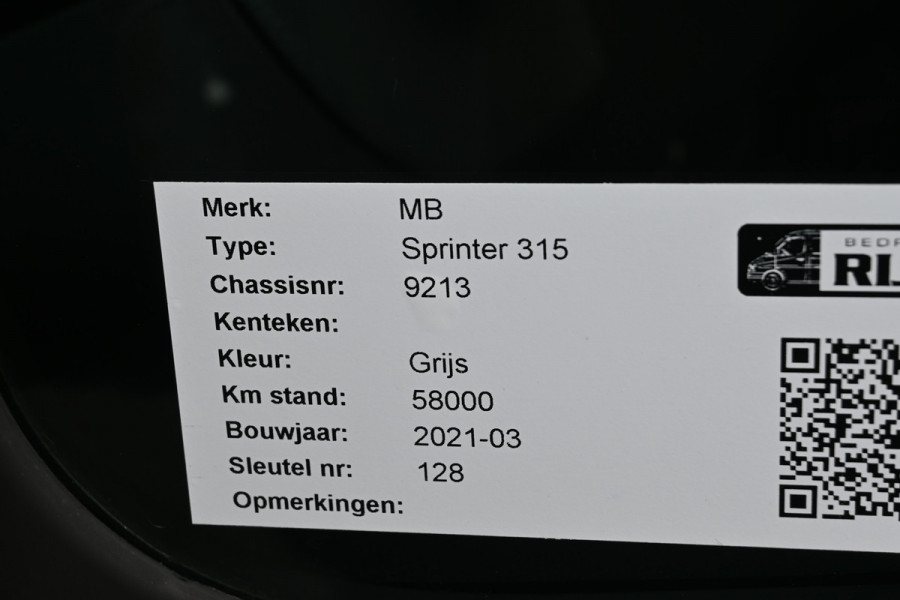 Merk: MB
Type: Sprinter 315
Chassisnr: 9213
Kenteken:
Kleur: Grijs
Km stand: 58000
Bouwjaar: 2021-03
Sleutel nr: 128
Opmerkingen: